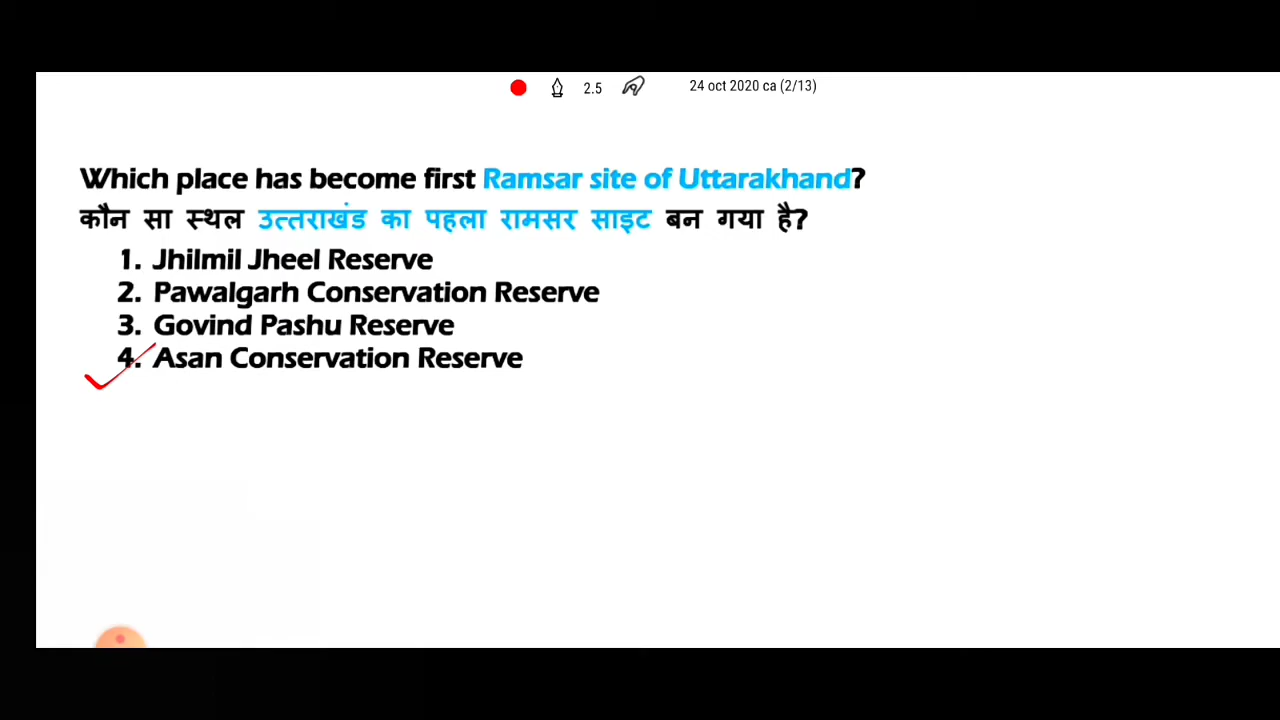 2.5 24 oct 2020 ca (2/13)
Which place has become first Ramsar site of Uttarakhand?
कौन सा स्थल उत्तराखंड का पहला रामसर साइट बन गया है?
1. Jhilmil Jheel Reserve
2. Pawalgarh Conservation Reserve
3. Govind Pashu Reserve
4. Asan Conservation Reserve